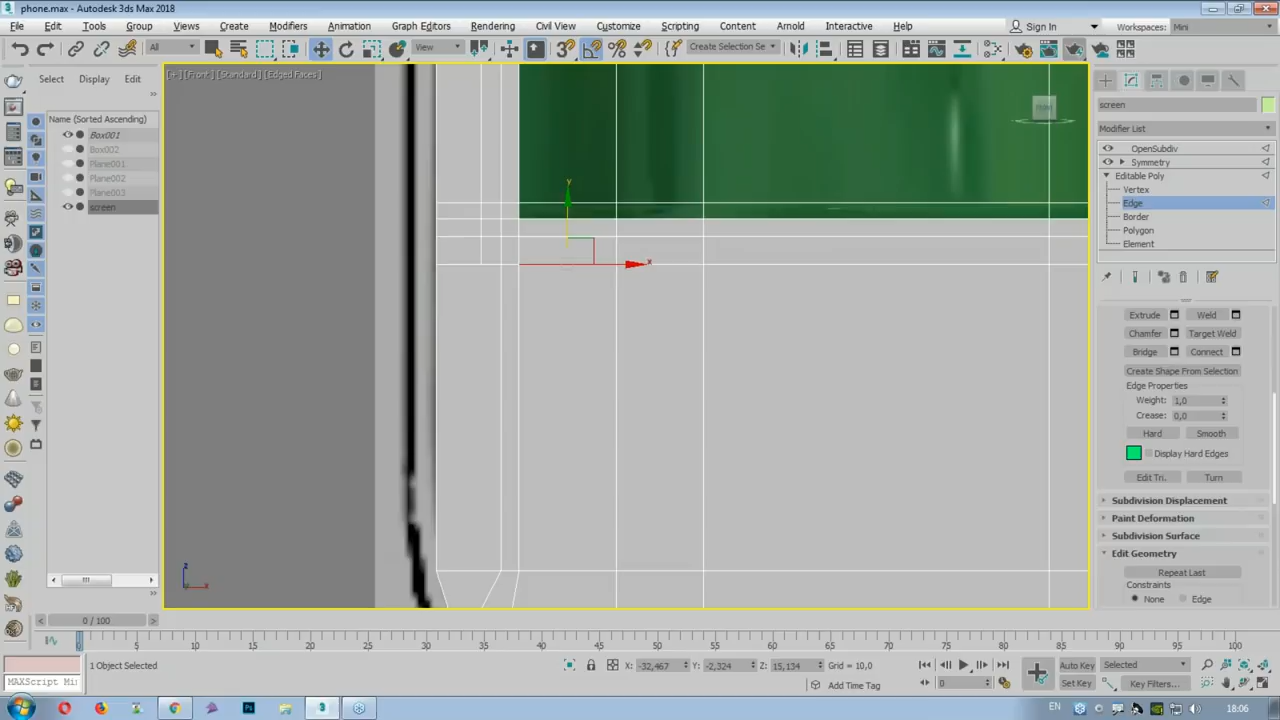 phone.max - Autodesk 3ds Max 2018
File Edit Tools Group Views Create Modifiers Animation Graph Editors Rendering Civil View Customize Scripting Content Arnold Interactive Help Sign In Workspaces: Mini
All View Create Selection Se
Select Display Edit
[+] [Front] [Standard] [Edged Faces]
Name (Sorted Ascending)
Box001
Box002
Plane001
Plane002
Plane003
screen
y
x
z
x
screen
Modifier List
OpenSubdiv
Symmetry
Editable Poly
Vertex
Edge
Border
Polygon
Element
Extrude Weld
Chamfer Target Weld
Bridge Connect
Create Shape From Selection
Edge Properties
Weight: 1,0
Crease: 0,0
Hard Smooth
Display Hard Edges
Edit Tri. Turn
Subdivision Displacement
Paint Deformation
Subdivision Surface
Edit Geometry
Repeat Last
Constraints
None Edge
0 / 100
0 5 10 15 20 25 30 35 40 45 50 55 60 65 70 75 80 85 90 95 100
1 Object Selected X: -32,467 Y: -2,324 Z: 15,134 Grid = 10,0 Auto Key Selected
MAXScript Mi: Add Time Tag 0 Set Key Key Filters...
EN 18:06